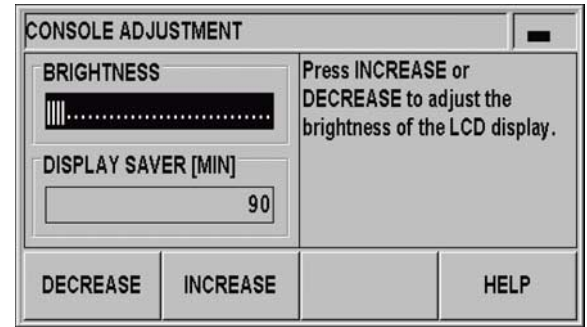 CONSOLE ADJUSTMENT
BRIGHTNESS
Press INCREASE or
DECREASE to adjust the
brightness of the LCD display.
DISPLAY SAVER [MIN]
90
DECREASE
INCREASE
HELP